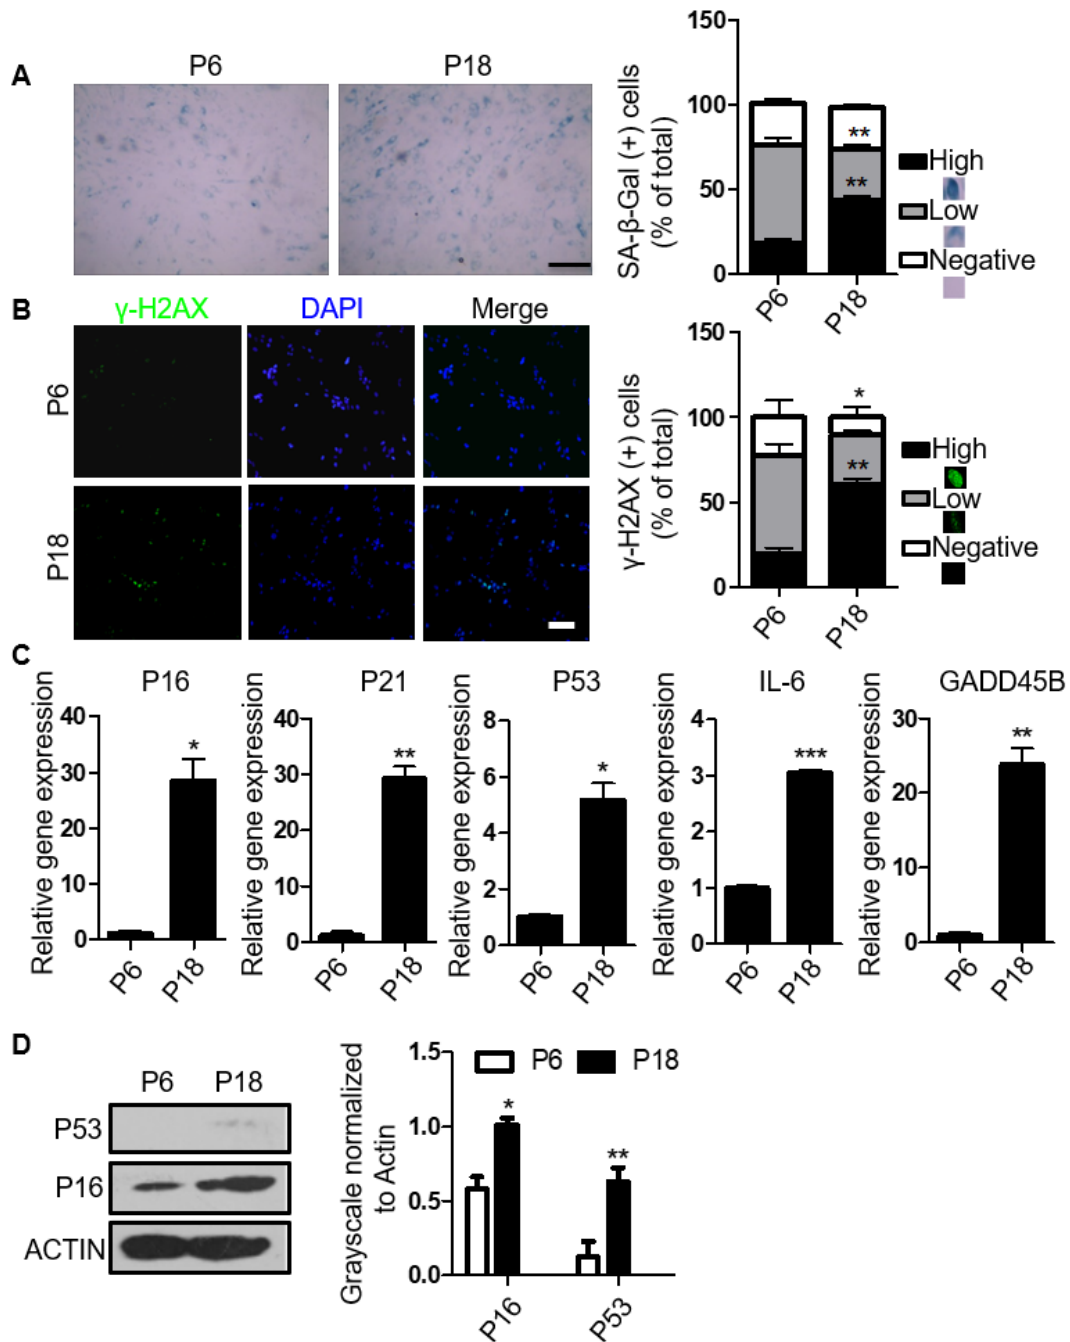 A
P6
P18
SA-β-Gal (+) cells
(% of total)
150
100
50
0
**
**
P6
P18
High
Low
Negative
B
γ-H2AX
DAPI
Merge
P6
P18
γ-H2AX (+) cells
(% of total)
150
100
50
0
*
**
P6
P18
High
Low
Negative
C
P16
Relative gene expression
40
30
20
10
0
*
P6
P18
P21
Relative gene expression
40
30
20
10
0
**
P6
P18
P53
Relative gene expression
8
6
4
2
0
*
P6
P18
IL-6
Relative gene expression
4
3
2
1
0
***
P6
P18
GADD45B
Relative gene expression
30
20
10
0
**
P6
P18
D
P6 P18
P53
P16
ACTIN
Grayscale normalized
to Actin
1.5
1.0
0.5
0.0
P6
P18
*
**
P16
P53